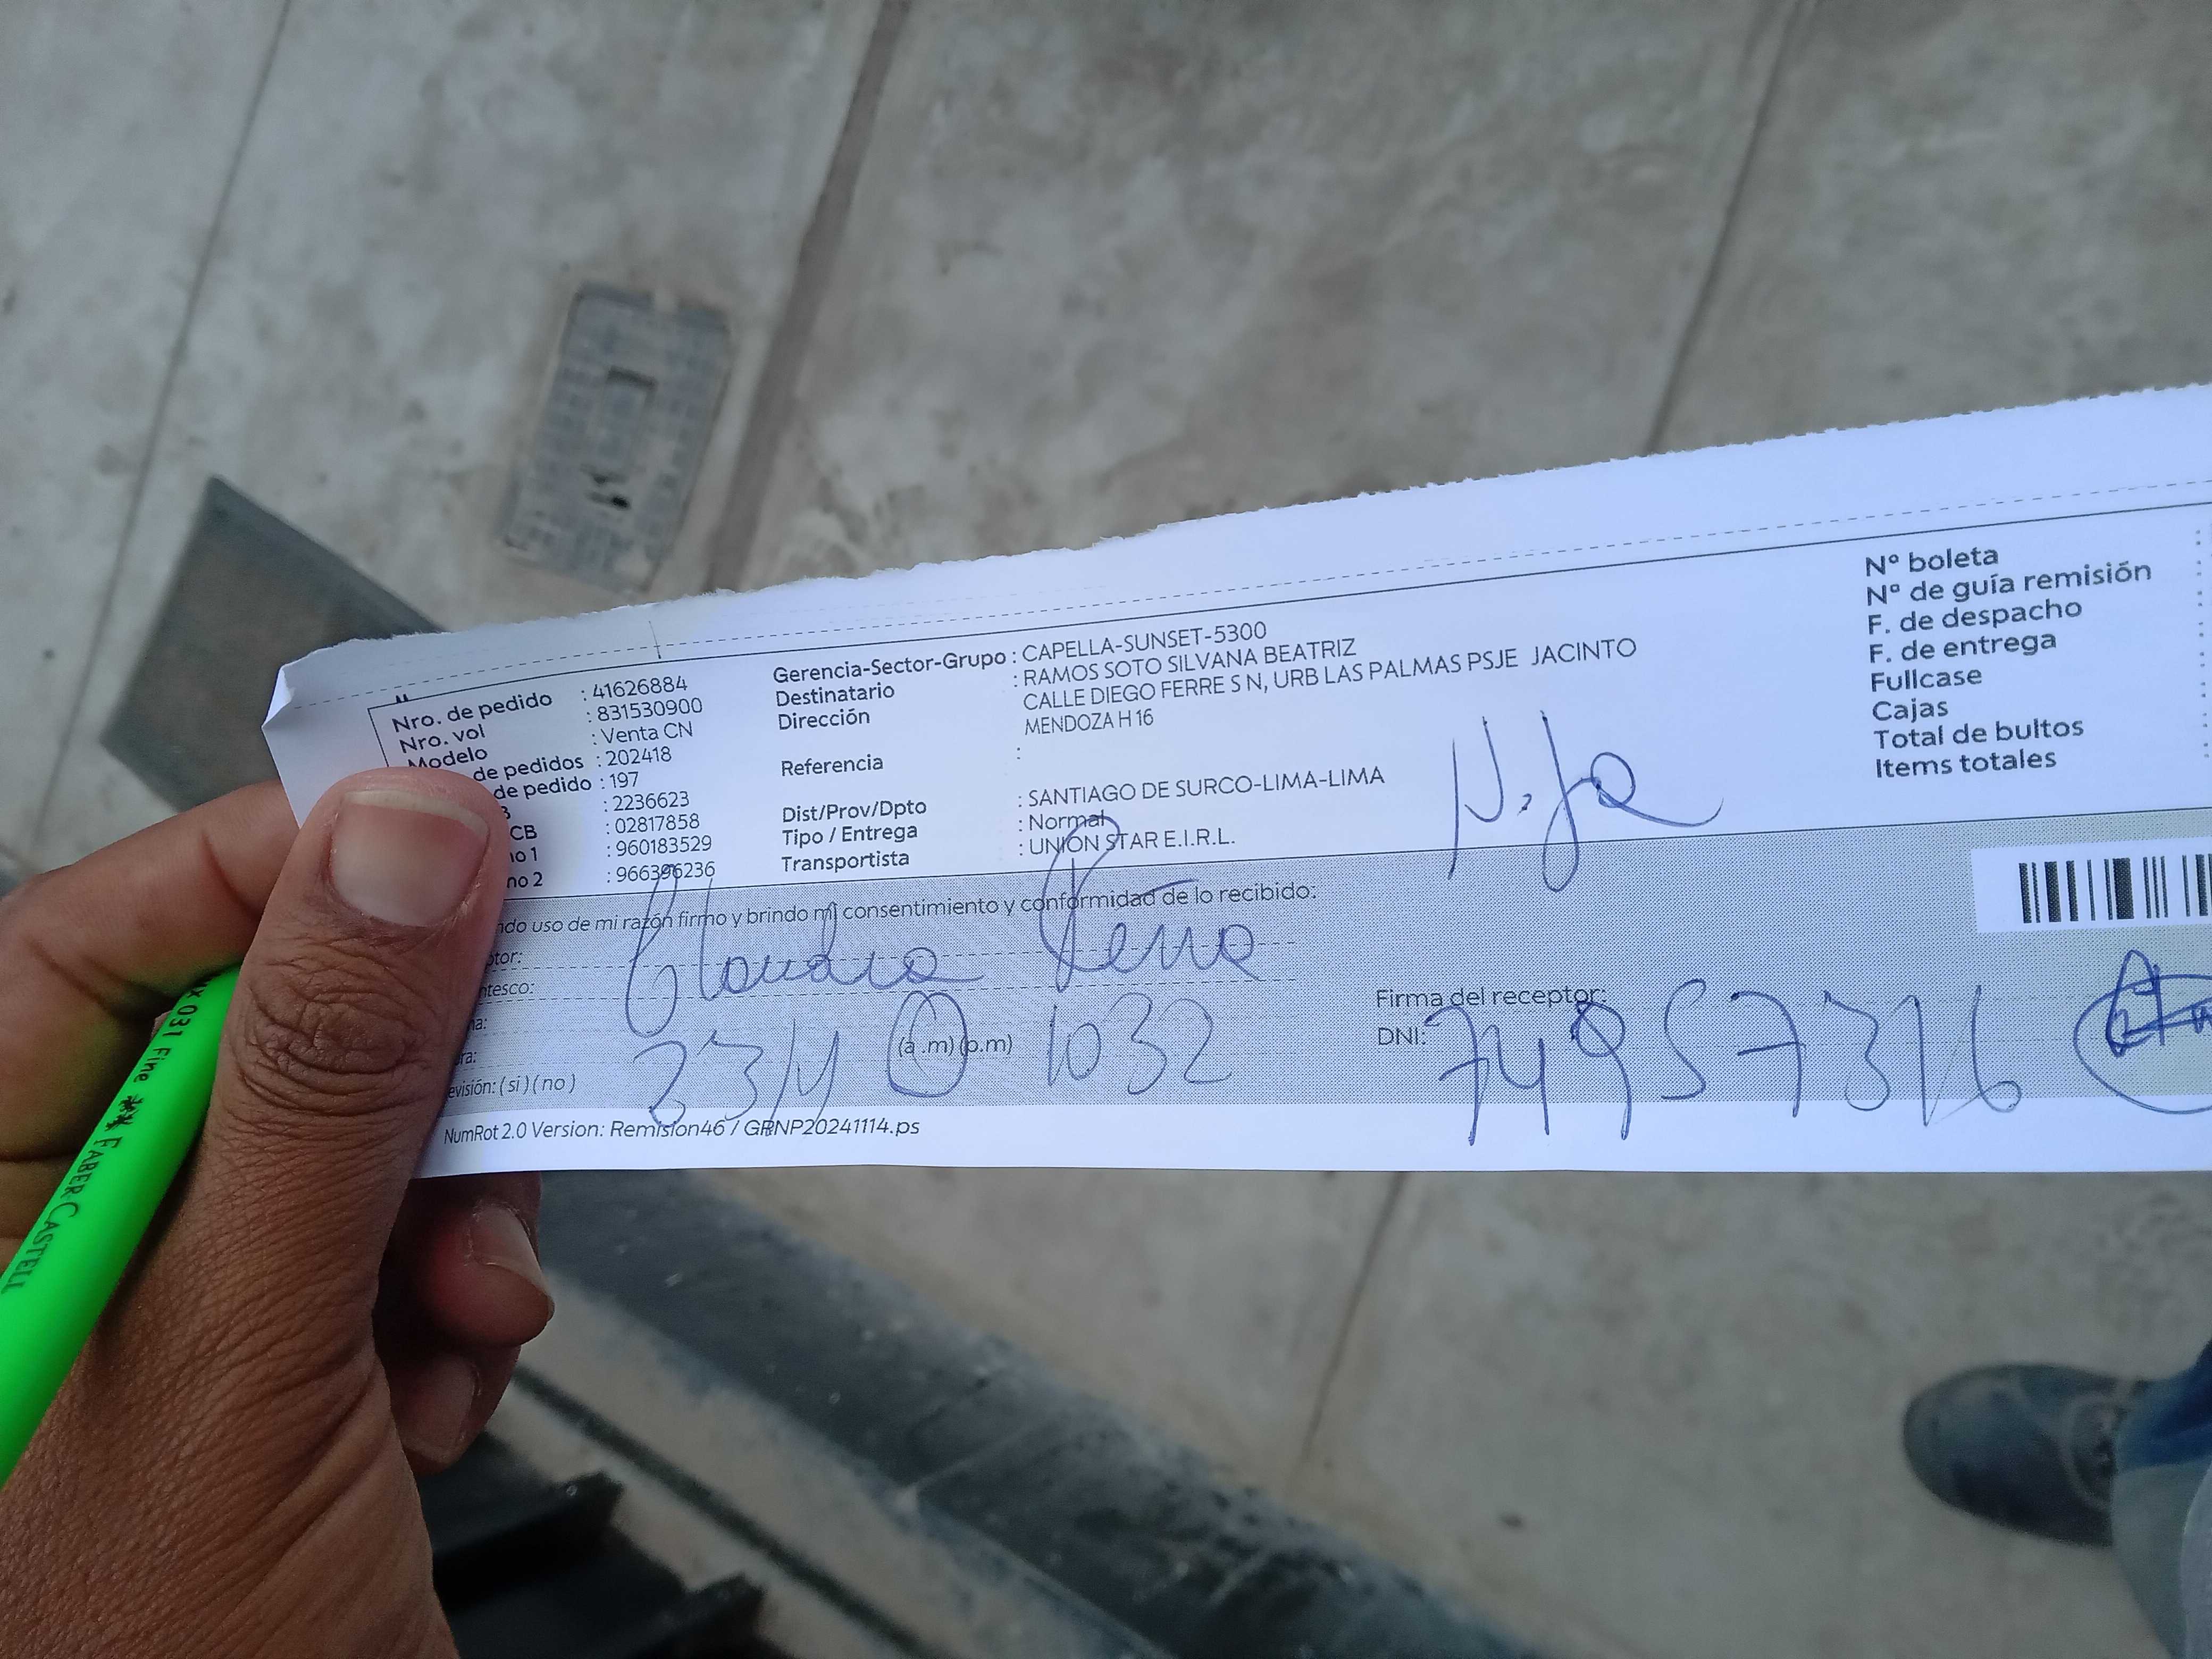 Nro. de pedido : 41626884
Nro. vol : 831530900
Modelo : Venta CN
de pedidos : 202418
de pedido : 197
: 2236623
CB : 02817858
no 1 : 960183529
no 2 : 966396236
Gerencia-Sector-Grupo : CAPELLA-SUNSET-5300
Destinatario : RAMOS SOTO SILVANA BEATRIZ
Dirección CALLE DIEGO FERRE S N, URB LAS PALMAS PSJE JACINTO
MENDOZA H 16
Referencia :
Dist/Prov/Dpto : SANTIAGO DE SURCO-LIMA-LIMA
Tipo / Entrega : Normal
Transportista : UNION STAR E.I.R.L.
Nº boleta :
Nº de guía remisión :
F. de despacho :
F. de entrega :
Fullcase
Cajas
Total de bultos :
Items totales :
ndo uso de mi razón firmo y brindo mi consentimiento y conformidad de lo recibido:
ptor: Claudia
ntesco:
ra: (a .m) (p.m) 1032
evisión: ( si ) ( no ) 23/11
Firma del receptor:
DNI: 74957316
NumRot 2.0 Version: Remision46 / GRNP20241114.ps
031 Fine FABER CASTELL